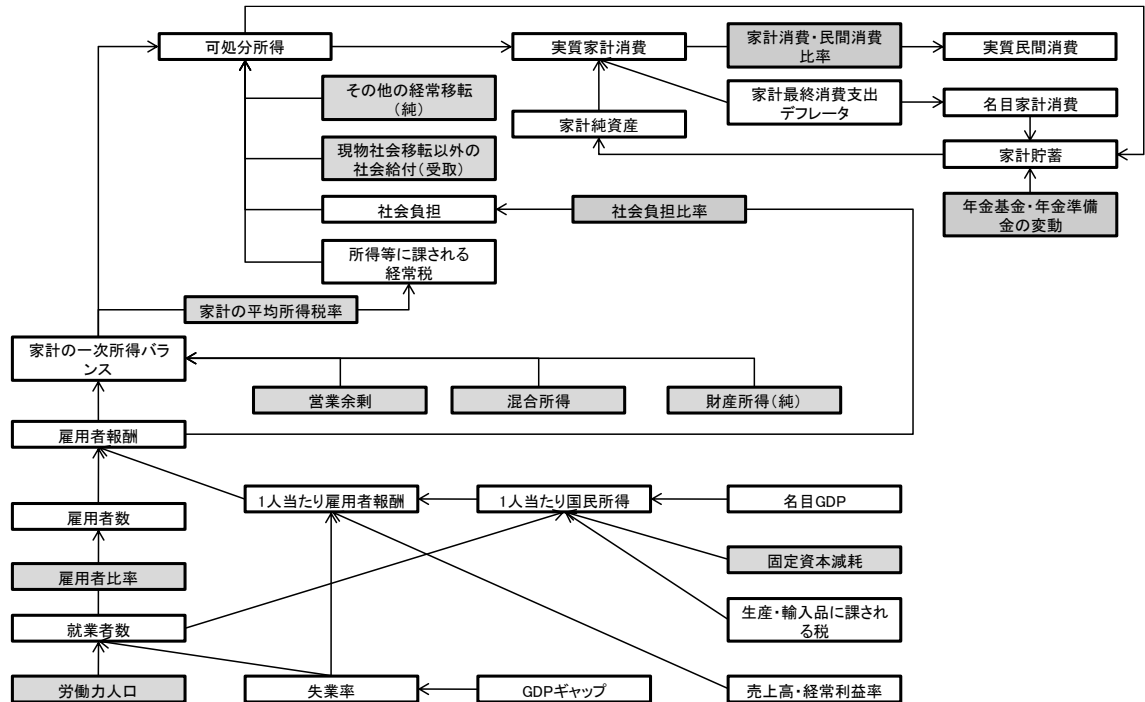 可処分所得
実質家計消費
家計消費・民間消費
比率
実質民間消費
その他の経常移転
（純）
家計最終消費支出
デフレータ
名目家計消費
家計純資産
現物社会移転以外の
社会給付（受取）
家計貯蓄
社会負担
社会負担比率
年金基金・年金準備
金の変動
所得等に課される
経常税
家計の平均所得税率
家計の一次所得バラ
ンス
営業余剰
混合所得
財産所得（純）
雇用者報酬
1人当たり雇用者報酬
1人当たり国民所得
名目GDP
雇用者数
固定資本減耗
雇用者比率
生産・輸入品に課され
る税
就業者数
労働力人口
失業率
GDPギャップ
売上高・経常利益率